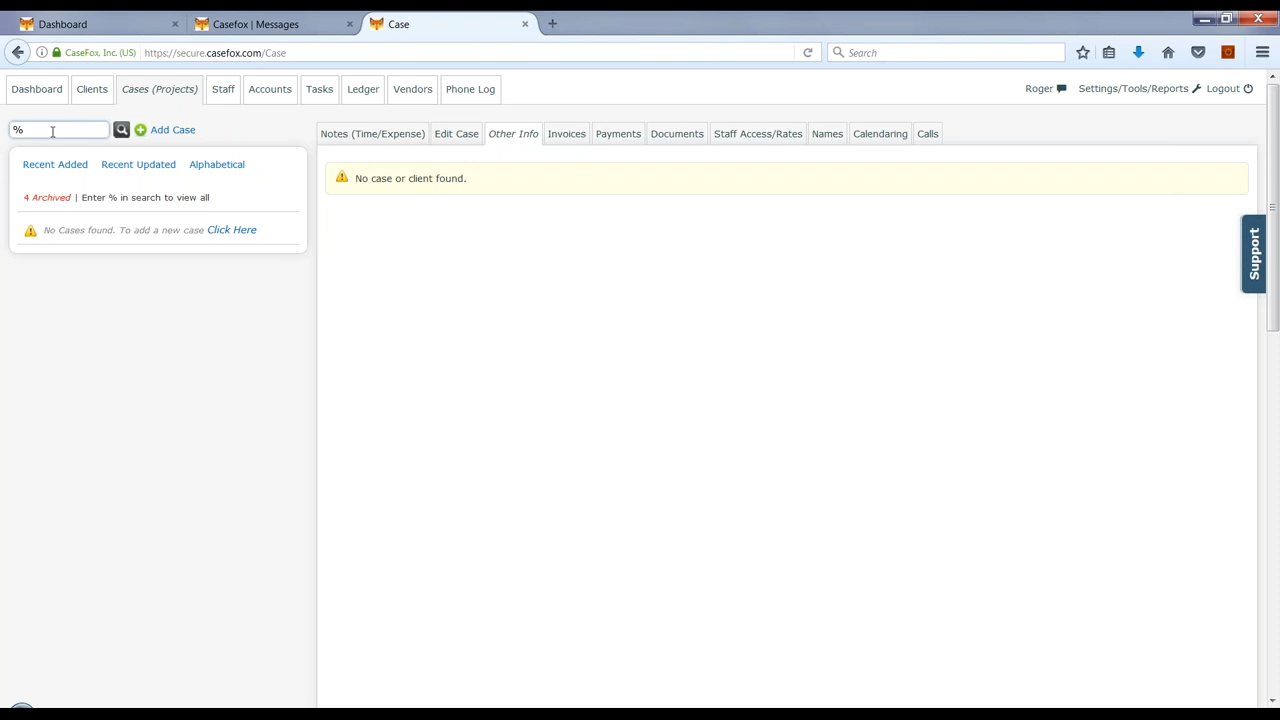 Dashboard Casefox | Messages Case
CaseFox, Inc. (US) https://secure.casefox.com/Case Search
Dashboard Clients Cases (Projects) Staff Accounts Tasks Ledger Vendors Phone Log Roger Settings/Tools/Reports Logout
% Add Case
Notes (Time/Expense) Edit Case Other Info Invoices Payments Documents Staff Access/Rates Names Calendaring Calls
Recent Added Recent Updated Alphabetical
No case or client found.
4 Archived | Enter % in search to view all
No Cases found. To add a new case Click Here
Support